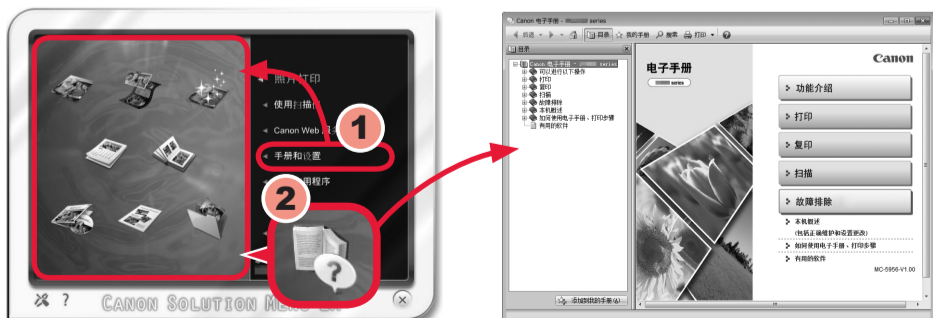 照片打印
使用扫描
Canon Web
1
手册和设置
用程序
2
?
?
CANON SOLUTION MENU EX
Canon 电子手册 - series
后退
目录
我的手册
搜索
打印
目录
Canon 电子手册 - series
可以进行以下操作
打印
复印
扫描
故障排除
本机概述
如何使用电子手册、打印步骤
有用的软件
添加到我的手册(A)
Canon
电子手册
series
功能介绍
打印
复印
扫描
故障排除
本机概述
(包括正确维护和设置更改)
如何使用电子手册、打印步骤
有用的软件
MC-5956-V1.00